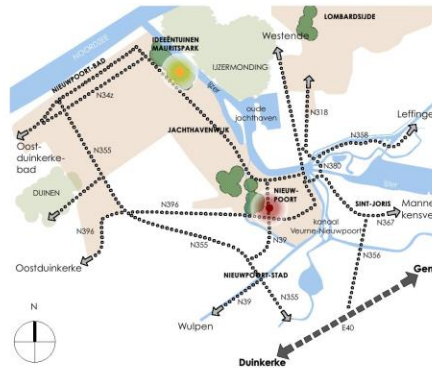 LOMBARDSIJDE
NOORDZEE
IDEEËNTUINEN
MAURITSPARK
Westende
NIEUWPOORT-BAD
IJZERMONDING
IJzer
N34z
oude
jachthaven
N318
Leffinge
N358
JACHTHAVENWIJK
Oost-
duinkerke-
bad
N355
N380
DUINEN
NIEUW-
POORT
SINT-JORIS
Manne
kensve
N367
kanaal
Veurne-Nieuwpoort
N396
N396
N355
N39
N356
Oostduinkerke
NIEUWPOORT-STAD
Gen
N39
N355
N
Wulpen
E40
Duinkerke